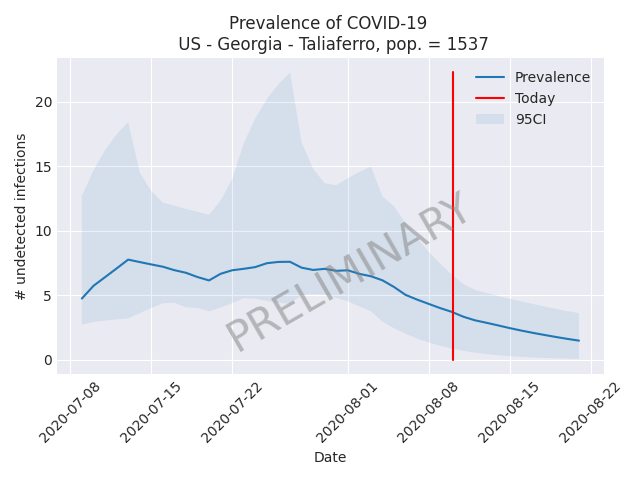 Prevalence of COVID-19
US - Georgia - Taliaferro, pop. = 1537
Prevalence
Today
95CI
# undetected infections
20
15
10
5
0
PRELIMINARY
2020-07-08
2020-07-15
2020-07-22
2020-08-01
2020-08-08
2020-08-15
2020-08-22
Date